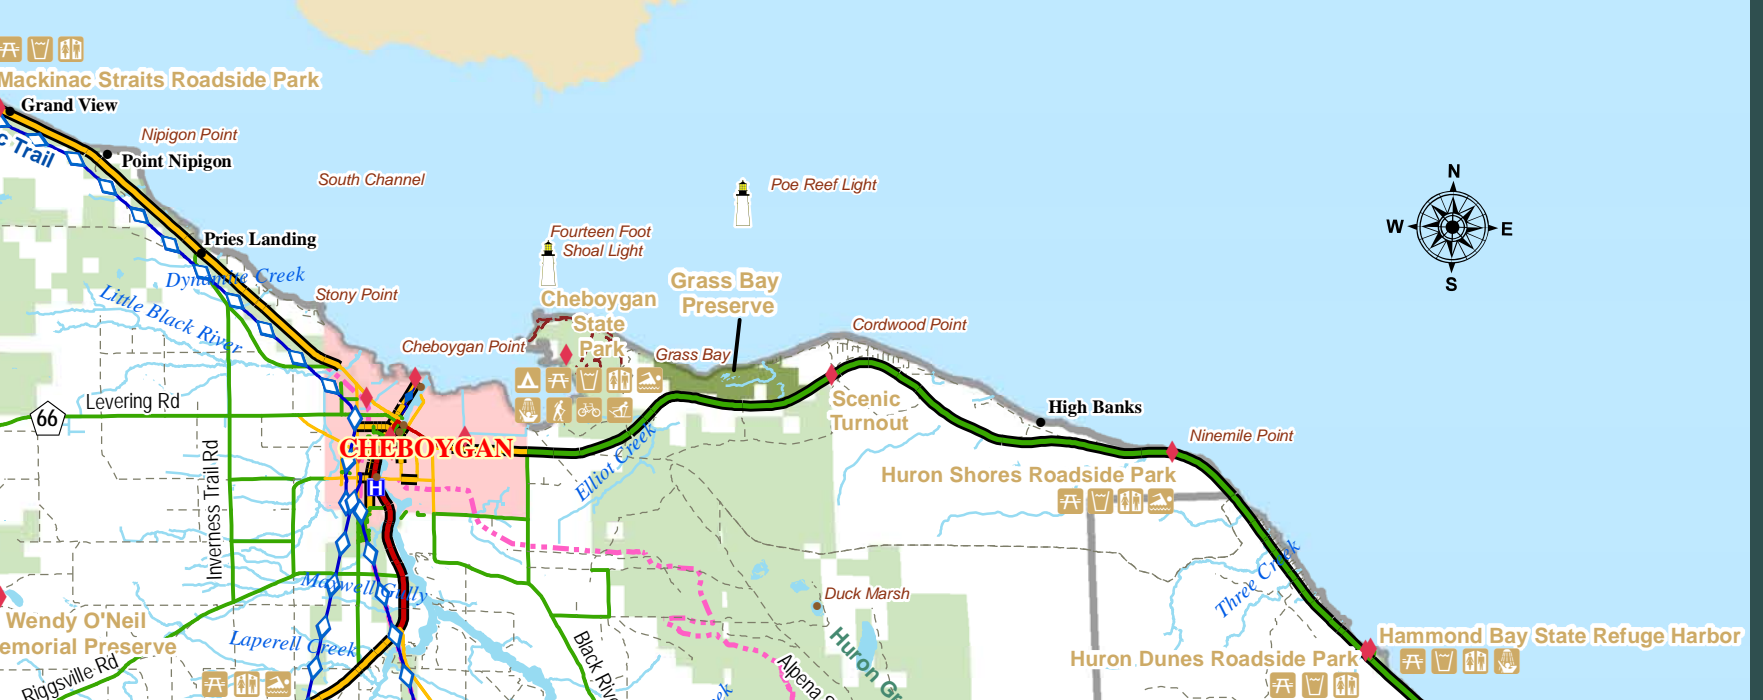 Mackinac Straits Roadside Park
Grand View
Nipigon Point
c Trail
Point Nipigon
South Channel
Poe Reef Light
N
W
E
S
Fourteen Foot
Shoal Light
Pries Landing
Dynamite Creek
Grass Bay
Preserve
Stony Point
Little Black River
Cheboygan
State
Park
Cordwood Point
Cheboygan Point
Grass Bay
Levering Rd
66
Scenic
Turnout
High Banks
Ninemile Point
CHEBOYGAN
Elliot Creek
Huron Shores Roadside Park
H
Inverness Trail Rd
Three Creek
Maxwell Gully
Duck Marsh
Wendy O'Neil
emorial Preserve
Laperell Creek
Huron Gr
Hammond Bay State Refuge Harbor
Huron Dunes Roadside Park
Riggsville Rd
Black Riv
Alpena S
eek